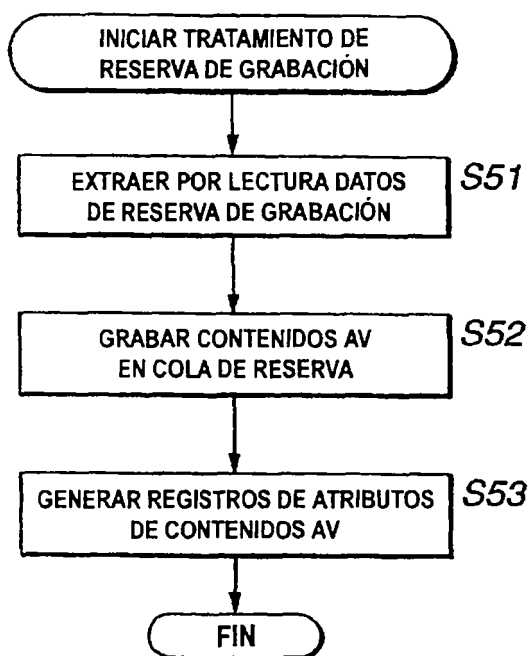 INICIAR TRATAMIENTO DE
RESERVA DE GRABACIÓN
EXTRAER POR LECTURA DATOS
DE RESERVA DE GRABACIÓN
S51
GRABAR CONTENIDOS AV
EN COLA DE RESERVA
S52
GENERAR REGISTROS DE ATRIBUTOS
DE CONTENIDOS AV
S53
FIN